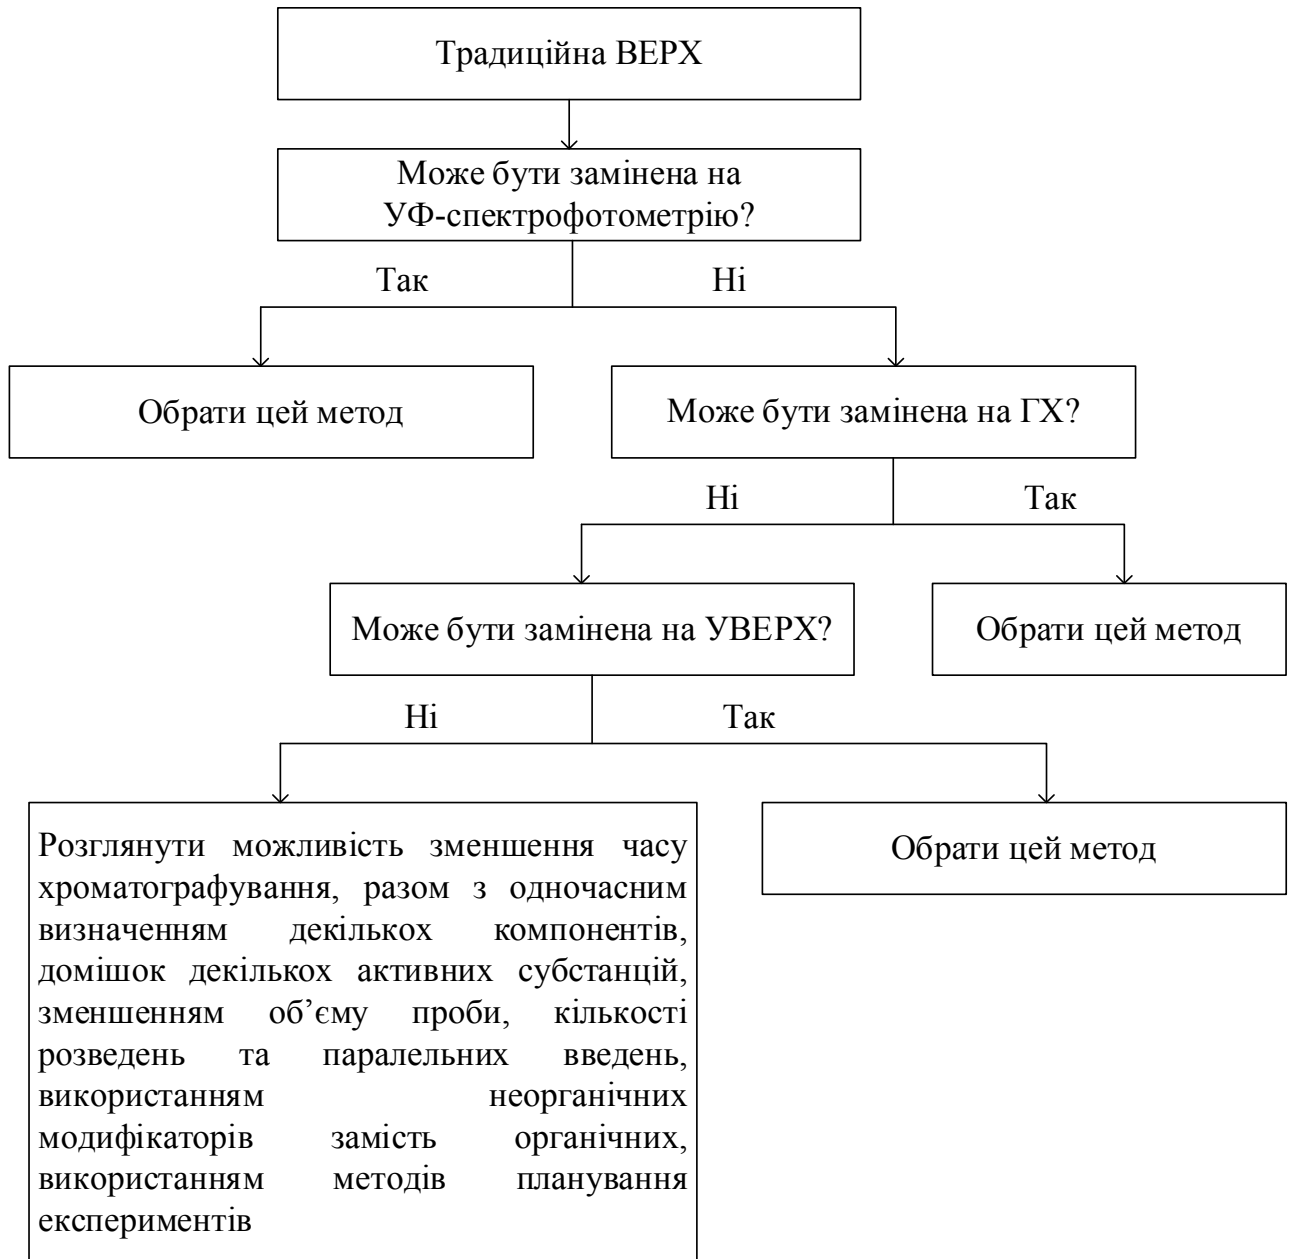 Традиційна ВЕРХ
Може бути замінена на
УФ-спектрофотометрію?
Так
Ні
Обрати цей метод
Може бути замінена на ГХ?
Ні
Так
Може бути замінена на УВЕРХ?
Обрати цей метод
Ні
Так
Розглянути можливість зменшення часу
хроматографування, разом з одночасним
визначенням декількох компонентів,
домішок декількох активних субстанцій,
зменшенням об’єму проби, кількості
розведень та паралельних введень,
використанням неорганічних
модифікаторів замість органічних,
використанням методів планування
експериментів
Обрати цей метод